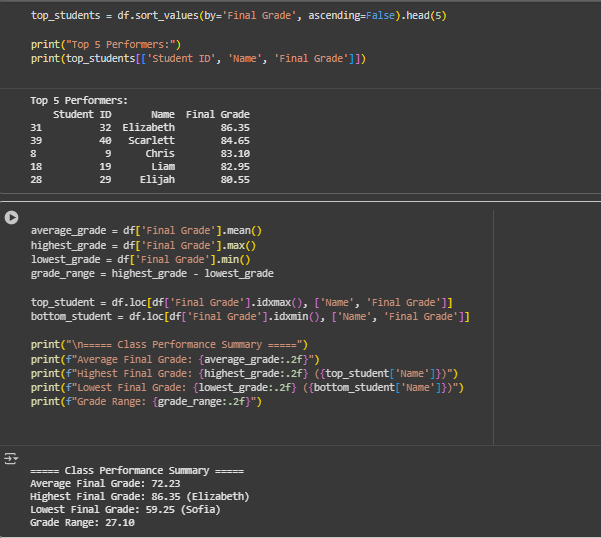 top_students = df.sort_values(by='Final Grade', ascending=False).head(5)
print("Top 5 Performers:")
print(top_students[['Student ID', 'Name', 'Final Grade']])
Top 5 Performers:
    Student ID       Name  Final Grade
31          32  Elizabeth        86.35
39          40   Scarlett        84.65
8            9      Chris        83.10
18          19       Liam        82.95
28          29     Elijah        80.55
average_grade = df['Final Grade'].mean()
highest_grade = df['Final Grade'].max()
lowest_grade = df['Final Grade'].min()
grade_range = highest_grade - lowest_grade
top_student = df.loc[df['Final Grade'].idxmax(), ['Name', 'Final Grade']]
bottom_student = df.loc[df['Final Grade'].idxmin(), ['Name', 'Final Grade']]
print("\n===== Class Performance Summary =====")
print(f"Average Final Grade: {average_grade:.2f}")
print(f"Highest Final Grade: {highest_grade:.2f} ({top_student['Name']})")
print(f"Lowest Final Grade: {lowest_grade:.2f} ({bottom_student['Name']})")
print(f"Grade Range: {grade_range:.2f}")
===== Class Performance Summary =====
Average Final Grade: 72.23
Highest Final Grade: 86.35 (Elizabeth)
Lowest Final Grade: 59.25 (Sofia)
Grade Range: 27.10